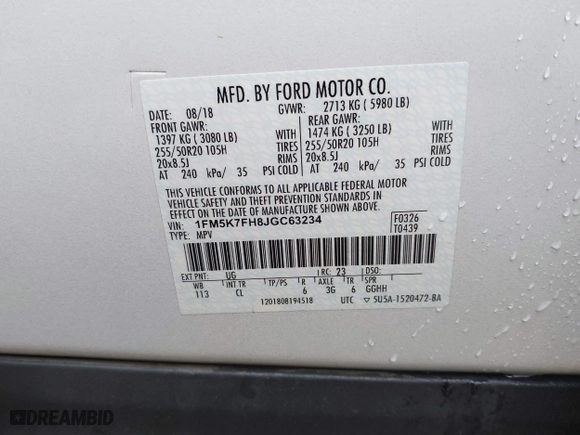 MFD. BY FORD MOTOR CO.
DATE: 08/18 GVWR: 2713 KG ( 5980 LB)
FRONT GAWR: REAR GAWR:
1397 KG ( 3080 LB) WITH 1474 KG ( 3250 LB) WITH
255/50R20 105H TIRES 255/50R20 105H TIRES
20x8.5J RIMS 20x8.5J RIMS
AT 240 kPa/ 35 PSI COLD AT 240 kPa/ 35 PSI COLD
THIS VEHICLE CONFORMS TO ALL APPLICABLE FEDERAL MOTOR
VEHICLE SAFETY AND THEFT PREVENTION STANDARDS IN
EFFECT ON THE DATE OF MANUFACTURE SHOWN ABOVE.
VIN: 1FM5K7FH8JGC63234 F0326
TYPE: MPV T0439
EXT PNT: UG RC: 23 DSO:
WB INT TR TP/PS R AXLE TR SPR
113 CL 6 3G 6 GGHH
1201808194518 UTC ▽ 5U5A-1520472-BA
DREAMBID